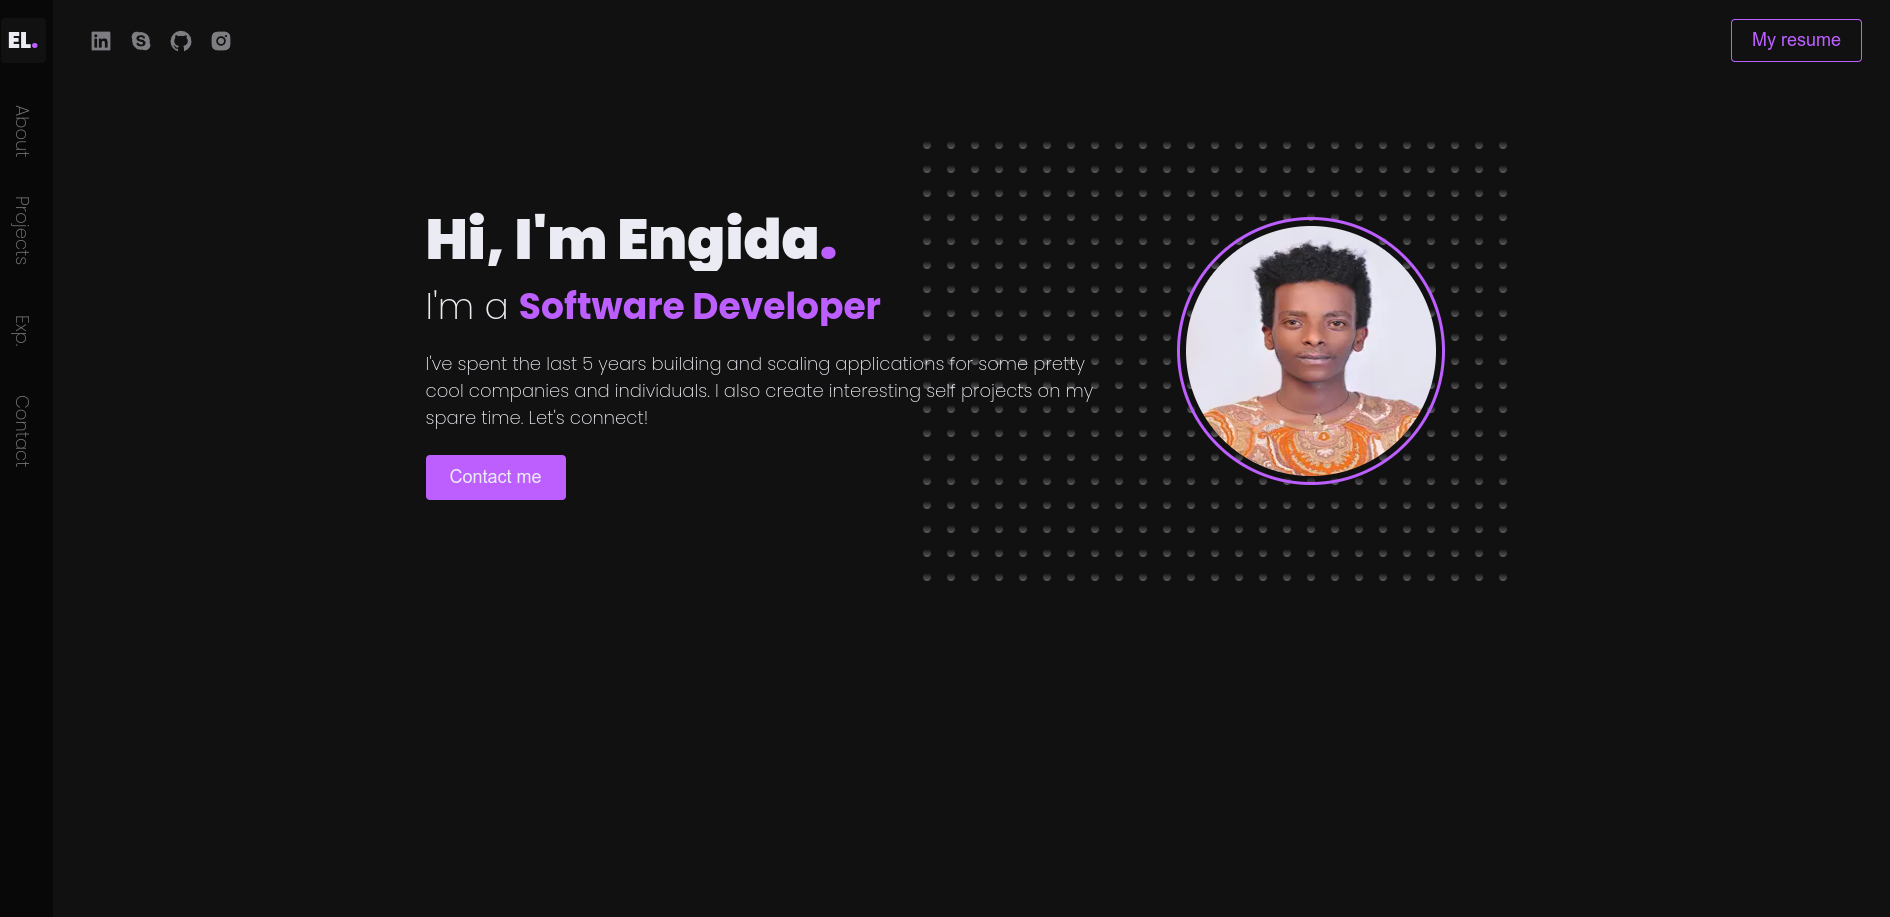 EL.
My resume
About
Projects
Exp.
Contact
Hi, I'm Engida.
I'm a Software Developer
I've spent the last 5 years building and scaling applications for some pretty
cool companies and individuals. I also create interesting self projects on my
spare time. Let's connect!
Contact me